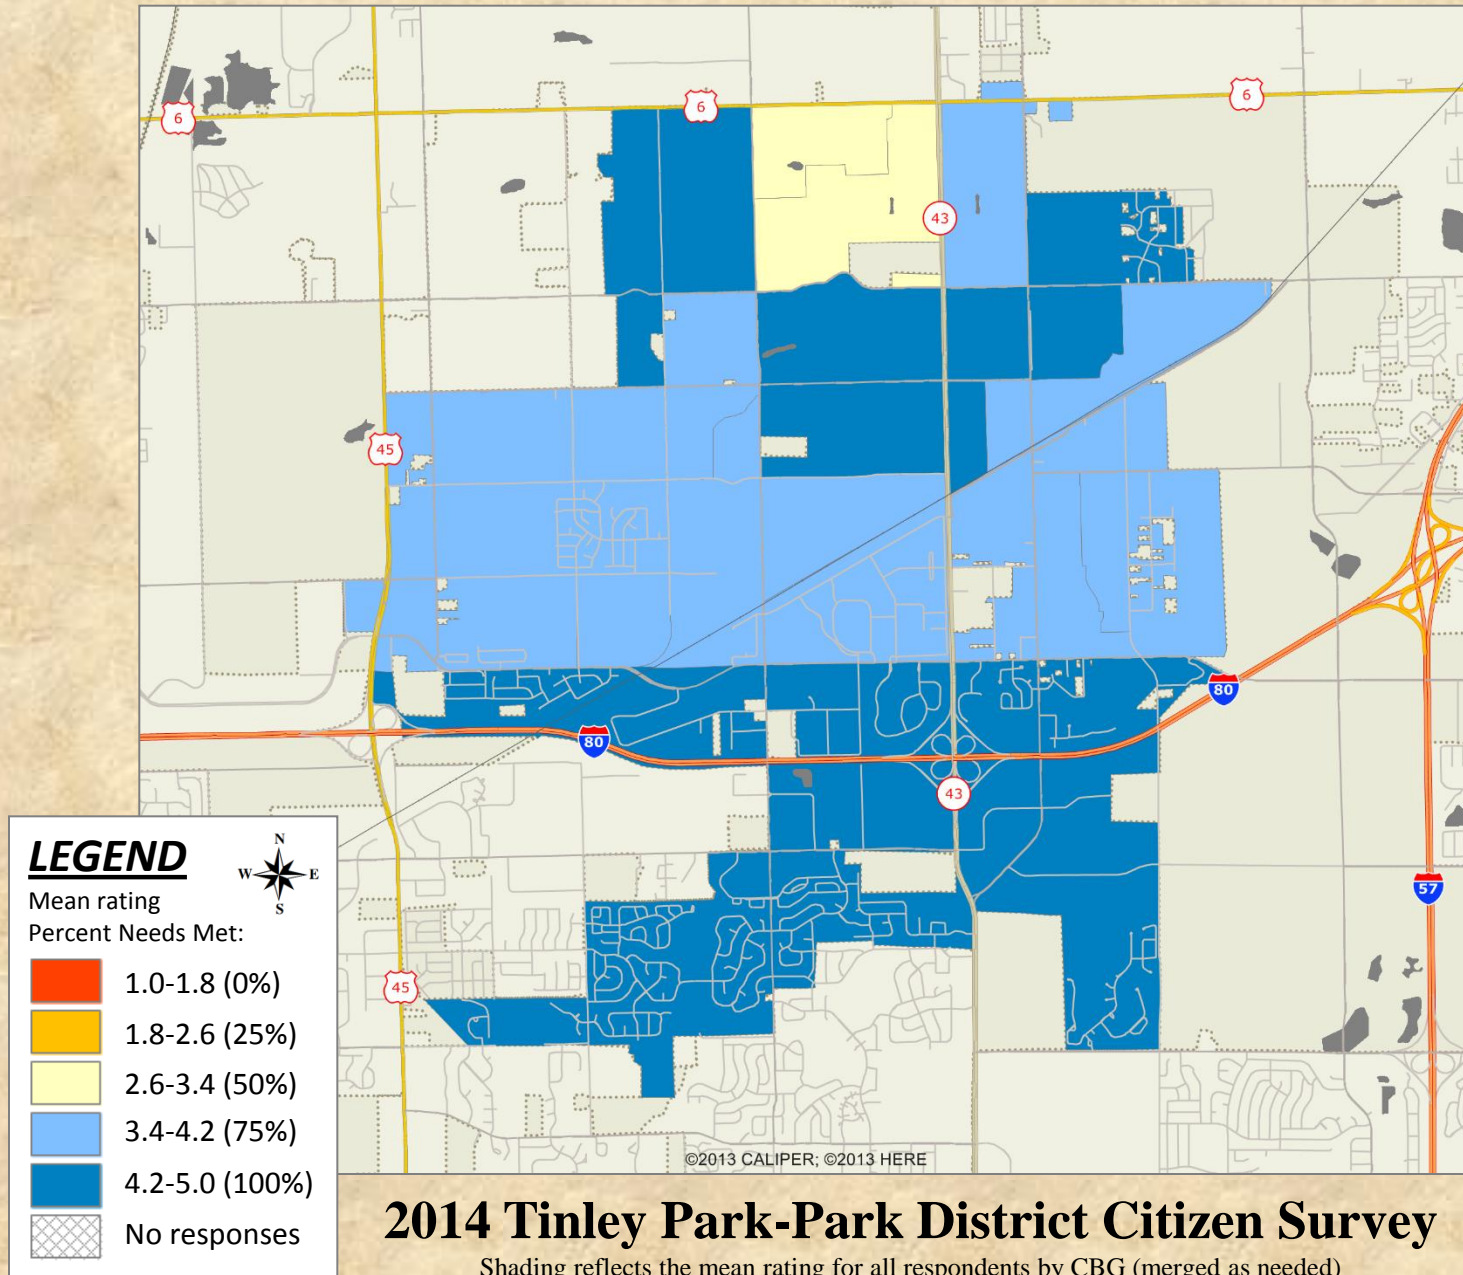 6
6
6
43
45
80
80
43
57
45
LEGEND
N
W E
S
Mean rating
Percent Needs Met:
1.0-1.8 (0%)
1.8-2.6 (25%)
2.6-3.4 (50%)
3.4-4.2 (75%)
4.2-5.0 (100%)
No responses
©2013 CALIPER; ©2013 HERE
2014 Tinley Park-Park District Citizen Survey
Shading reflects the mean rating for all respondents by CBG (merged as needed)